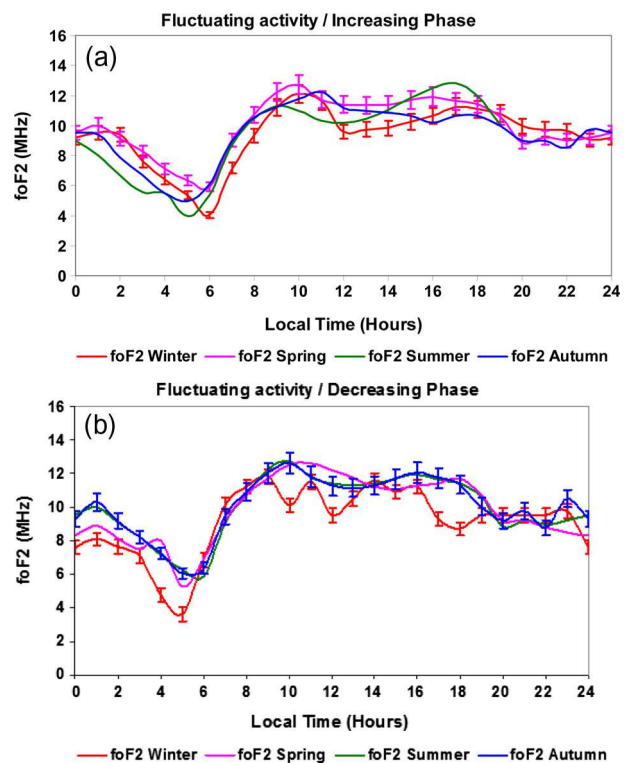 Fluctuating activity / Increasing Phase
(a)
16
14
12
10
8
6
4
2
0
foF2 (MHz)
0 2 4 6 8 10 12 14 16 18 20 22 24
Local Time (Hours)
foF2 Winter foF2 Spring foF2 Summer foF2 Autumn
Fluctuating activity / Decreasing Phase
(b)
16
14
12
10
8
6
4
2
0
foF2 (MHz)
0 2 4 6 8 10 12 14 16 18 20 22 24
Local Time (Hours)
foF2 Winter foF2 Spring foF2 Summer foF2 Autumn